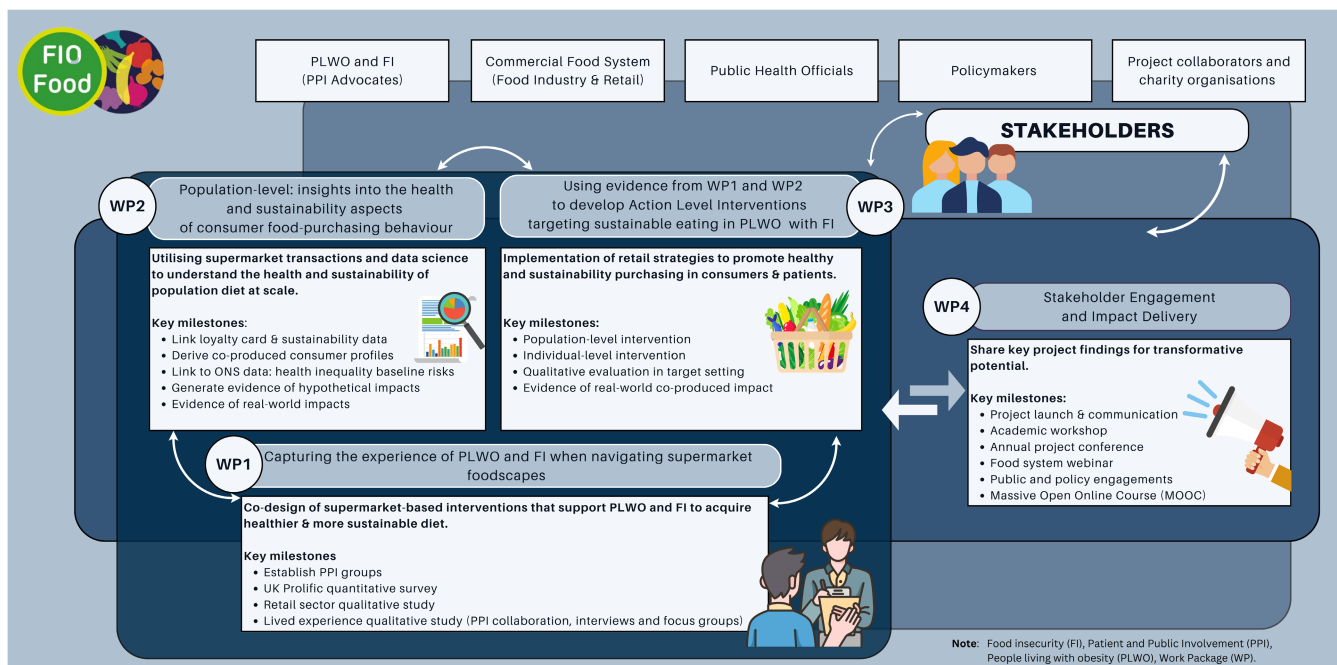 FIO
Food
PLWO and FI
(PPI Advocates)
Commercial Food System
(Food Industry & Retail)
Public Health Officials
Policymakers
Project collaborators and
charity organisations
STAKEHOLDERS
WP2
Population-level: insights into the health
and sustainability aspects
of consumer food-purchasing behaviour
Utilising supermarket transactions and data science
to understand the health and sustainability of
population diet at scale.
Key milestones:
• Link loyalty card & sustainability data
• Derive co-produced consumer profiles
• Link to ONS data: health inequality baseline risks
• Generate evidence of hypothetical impacts
• Evidence of real-world impacts
Using evidence from WP1 and WP2
to develop Action Level Interventions
targeting sustainable eating in PLWO with FI
WP3
Implementation of retail strategies to promote healthy
and sustainability purchasing in consumers & patients.
Key milestones:
• Population-level intervention
• Individual-level intervention
• Qualitative evaluation in target setting
• Evidence of real-world co-produced impact
WP4
Stakeholder Engagement
and Impact Delivery
Share key project findings for transformative
potential.
Key milestones:
• Project launch & communication
• Academic workshop
• Annual project conference
• Food system webinar
• Public and policy engagements
• Massive Open Online Course (MOOC)
WP1
Capturing the experience of PLWO and FI when navigating supermarket
foodscapes
Co-design of supermarket-based interventions that support PLWO and FI to acquire
healthier & more sustainable diet.
Key milestones
• Establish PPI groups
• UK Prolific quantitative survey
• Retail sector qualitative study
• Lived experience qualitative study (PPI collaboration, interviews and focus groups)
Note: Food insecurity (FI), Patient and Public Involvement (PPI),
People living with obesity (PLWO), Work Package (WP).